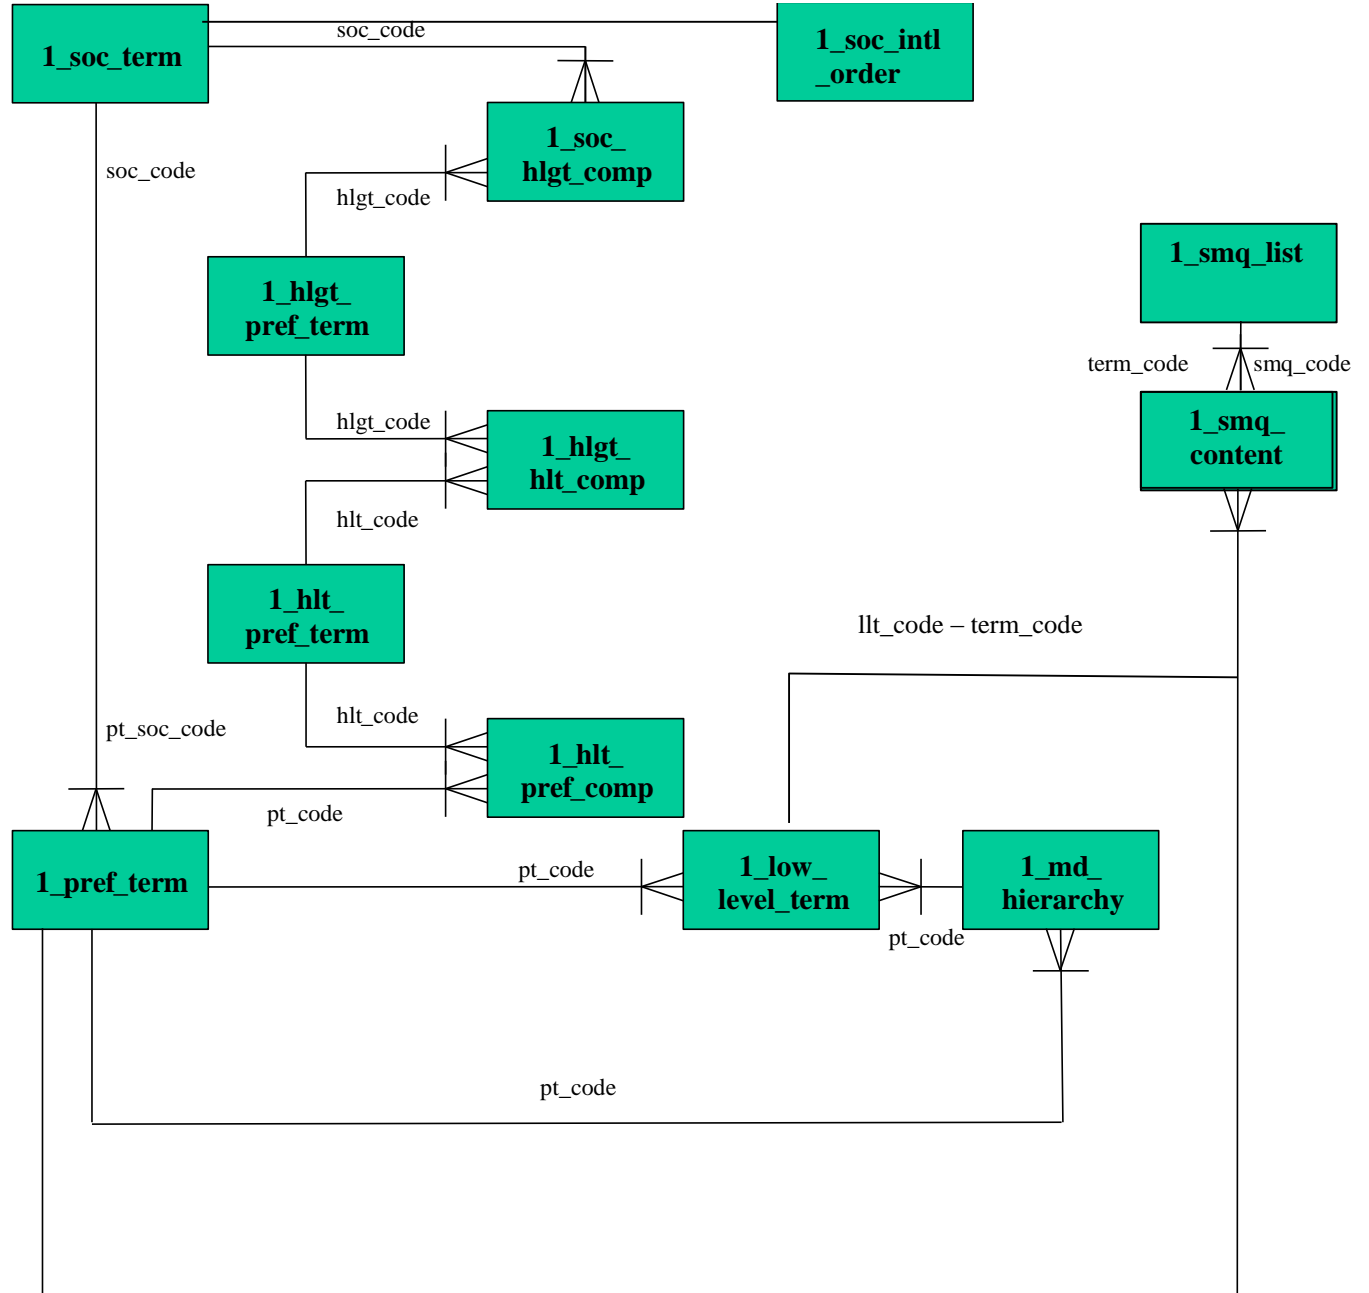 1_soc_term
soc_code
1_soc_intl
_order
1_soc_
hlgt_comp
soc_code
hlgt_code
1_smq_list
1_hlgt_
pref_term
term_code
smq_code
hlgt_code
1_hlgt_
hlt_comp
1_smq_
content
hlt_code
1_hlt_
pref_term
llt_code – term_code
hlt_code
pt_soc_code
1_hlt_
pref_comp
pt_code
1_pref_term
pt_code
1_low_
level_term
1_md_
hierarchy
pt_code
pt_code